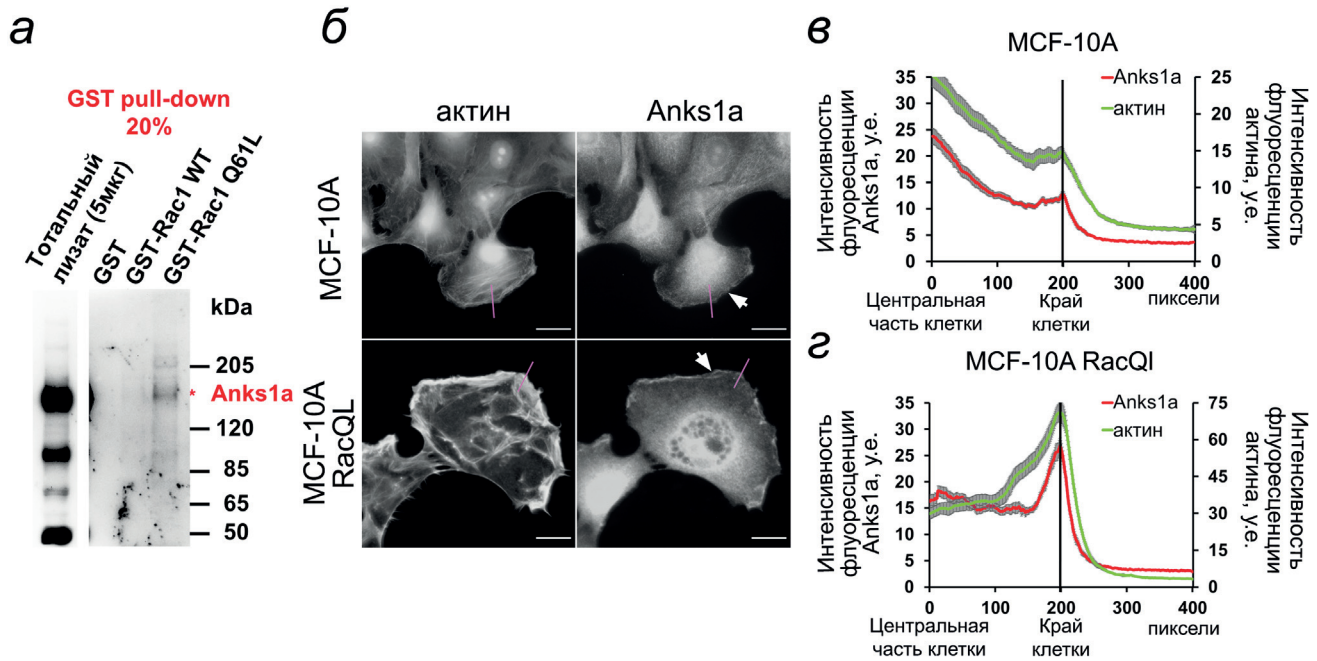 а
GST pull-down
20%
Тотальный
лизат (5мкг)
GST
GST-Rac1 WT
GST-Rac1 Q61L
kDa
205
* Anks1a
120
85
65
50
б
актин
Anks1a
MCF-10A
MCF-10A
RacQL
в
MCF-10A
Интенсивность
флуоресценции
Anks1a, у.е.
35
30
25
20
15
10
5
0
Anks1a
актин
25
20
15
10
5
0
Интенсивность
флуоресценции
актина, у.е.
0
100
200
300
400
Центральная
часть клетки
Край
клетки
пиксели
г
MCF-10A RacQl
Интенсивность
флуоресценции
Anks1a, у.е.
35
30
25
20
15
10
5
0
Anks1a
актин
75
60
45
30
15
0
Интенсивность
флуоресценции
актина, у.е.
0
100
200
300
400
Центральная
часть клетки
Край
клетки
пиксели